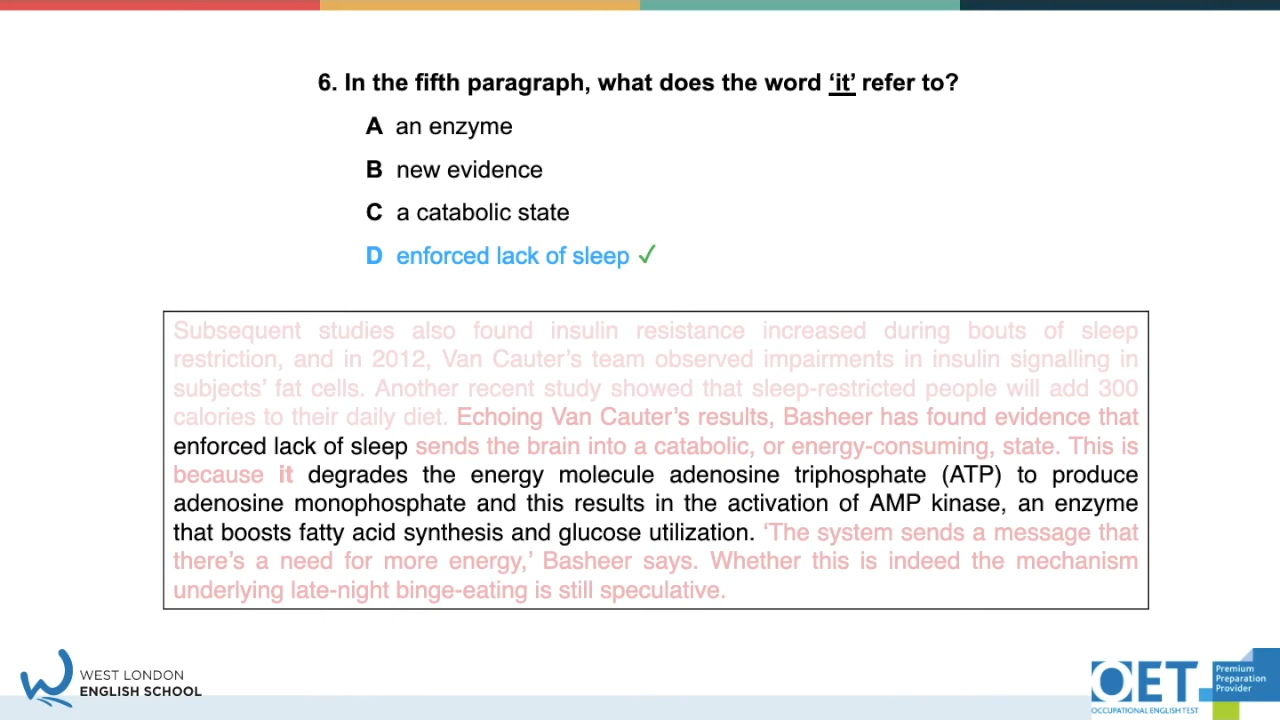 6. In the fifth paragraph, what does the word ‘it’ refer to?
A an enzyme
B new evidence
C a catabolic state
D enforced lack of sleep ✓
Subsequent studies also found insulin resistance increased during bouts of sleep
restriction, and in 2012, Van Cauter’s team observed impairments in insulin signalling in
subjects’ fat cells. Another recent study showed that sleep-restricted people will add 300
calories to their daily diet. Echoing Van Cauter’s results, Basheer has found evidence that
enforced lack of sleep sends the brain into a catabolic, or energy-consuming, state. This is
because it degrades the energy molecule adenosine triphosphate (ATP) to produce
adenosine monophosphate and this results in the activation of AMP kinase, an enzyme
that boosts fatty acid synthesis and glucose utilization. ‘The system sends a message that
there’s a need for more energy,’ Basheer says. Whether this is indeed the mechanism
underlying late-night binge-eating is still speculative.
WEST LONDON
ENGLISH SCHOOL
OET
OCCUPATIONAL ENGLISH TEST
Premium
Preparation
Provider